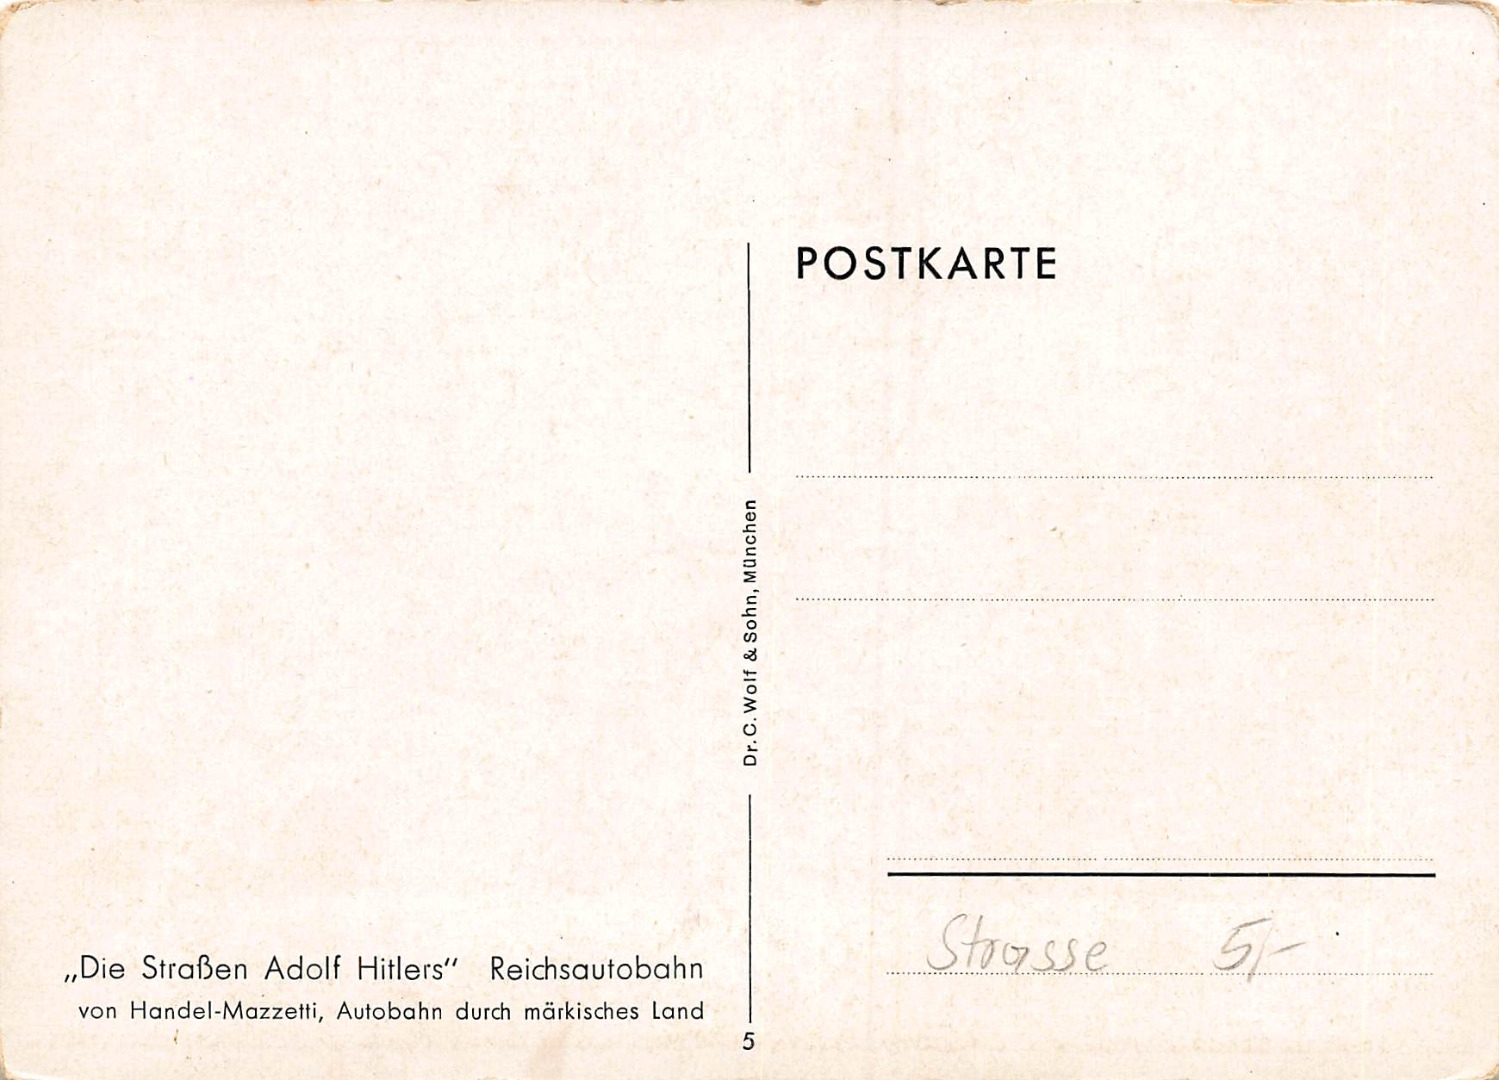 POSTKARTE
Dr. C. Wolf & Sohn, München
Strasse 5/-
„Die Straßen Adolf Hitlers“ Reichsautobahn
von Handel-Mazzetti, Autobahn durch märkisches Land
5